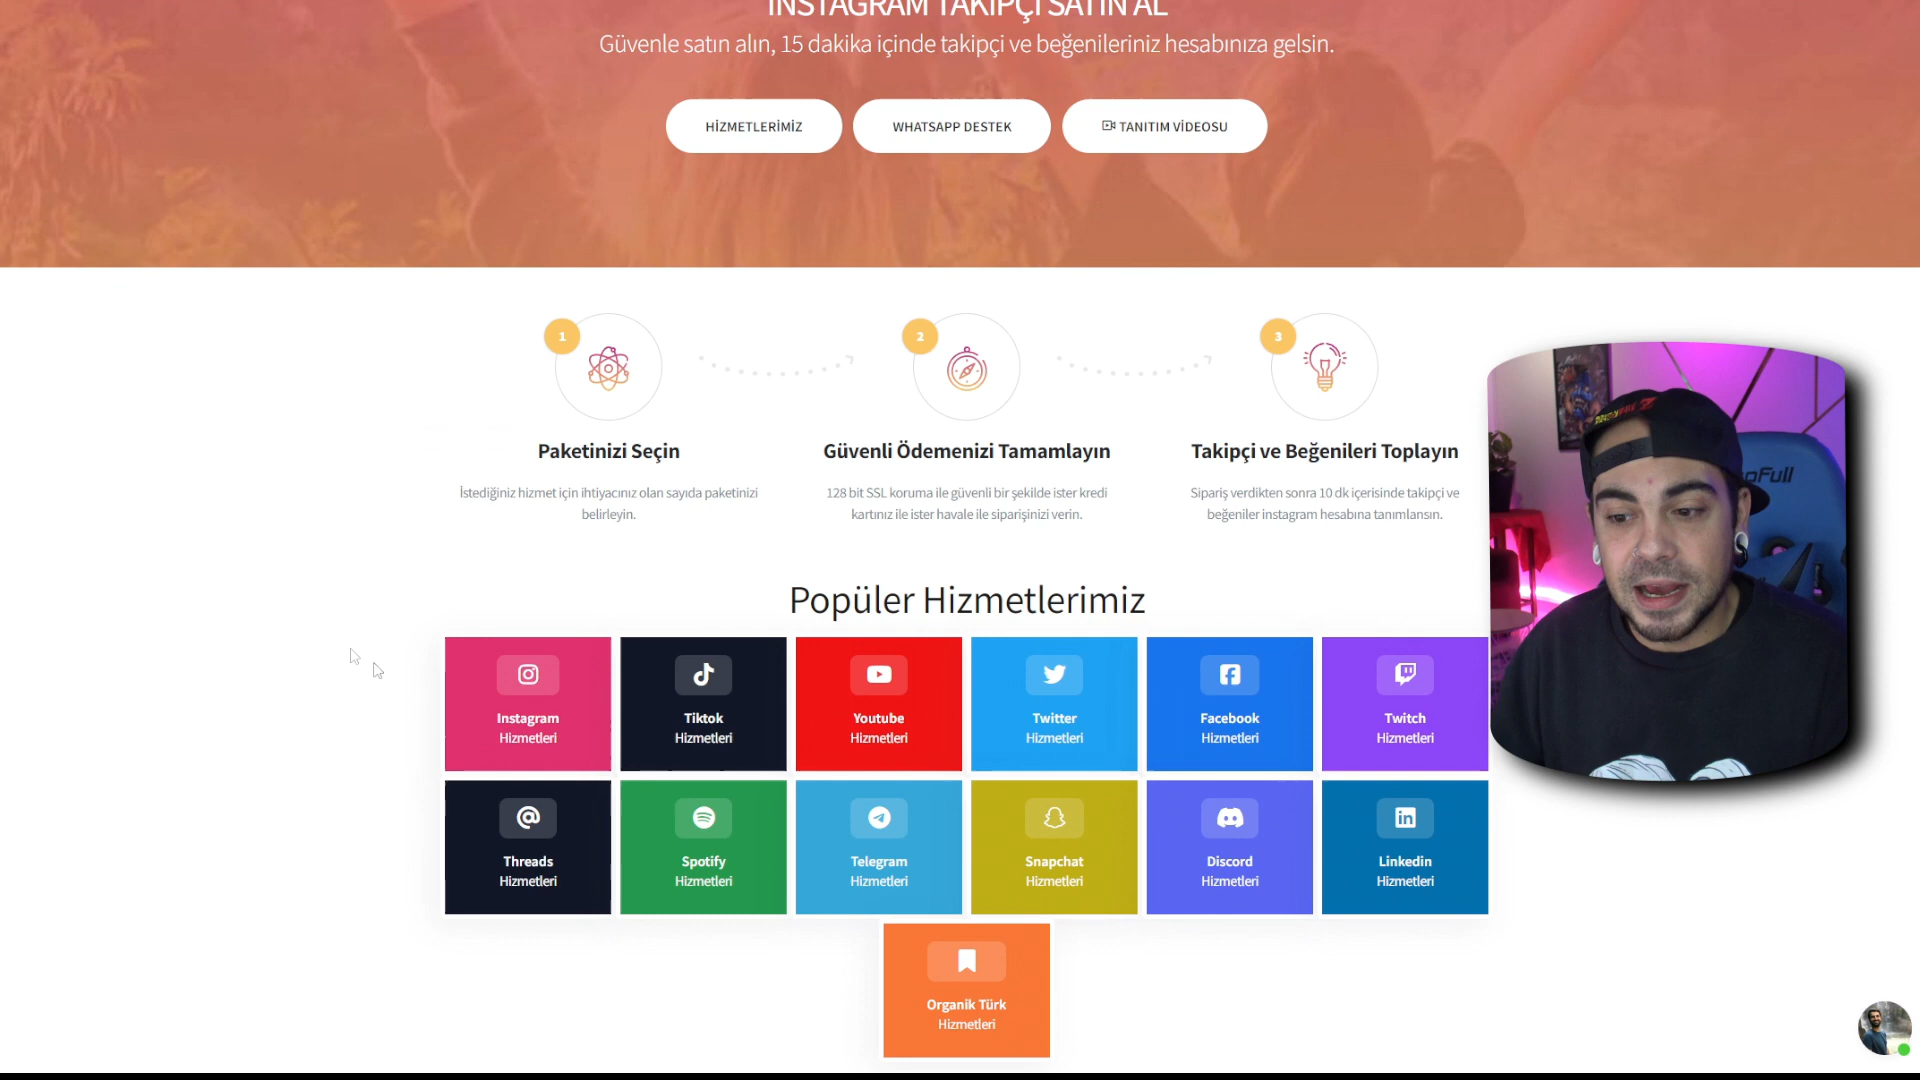 INSTAGRAM TAKİPÇİ SATIN AL
Güvenle satın alın, 15 dakika içinde takipçi ve beğenileriniz hesabınıza gelsin.
HİZMETLERİMİZ
WHATSAPP DESTEK
TANITIM VİDEOSU
1
2
3
Paketinizi Seçin
İstediğiniz hizmet için ihtiyacınız olan sayıda paketinizi
belirleyin.
Güvenli Ödemenizi Tamamlayın
128 bit SSL koruma ile güvenli bir şekilde ister kredi
kartınız ile ister havale ile siparişinizi verin.
Takipçi ve Beğenileri Toplayın
Sipariş verdikten sonra 10 dk içerisinde takipçi ve
beğeniler instagram hesabına tanımlansın.
Popüler Hizmetlerimiz
Instagram
Hizmetleri
Tiktok
Hizmetleri
Youtube
Hizmetleri
Twitter
Hizmetleri
Facebook
Hizmetleri
Twitch
Hizmetleri
Threads
Hizmetleri
Spotify
Hizmetleri
Telegram
Hizmetleri
Snapchat
Hizmetleri
Discord
Hizmetleri
Linkedin
Hizmetleri
Organik Türk
Hizmetleri